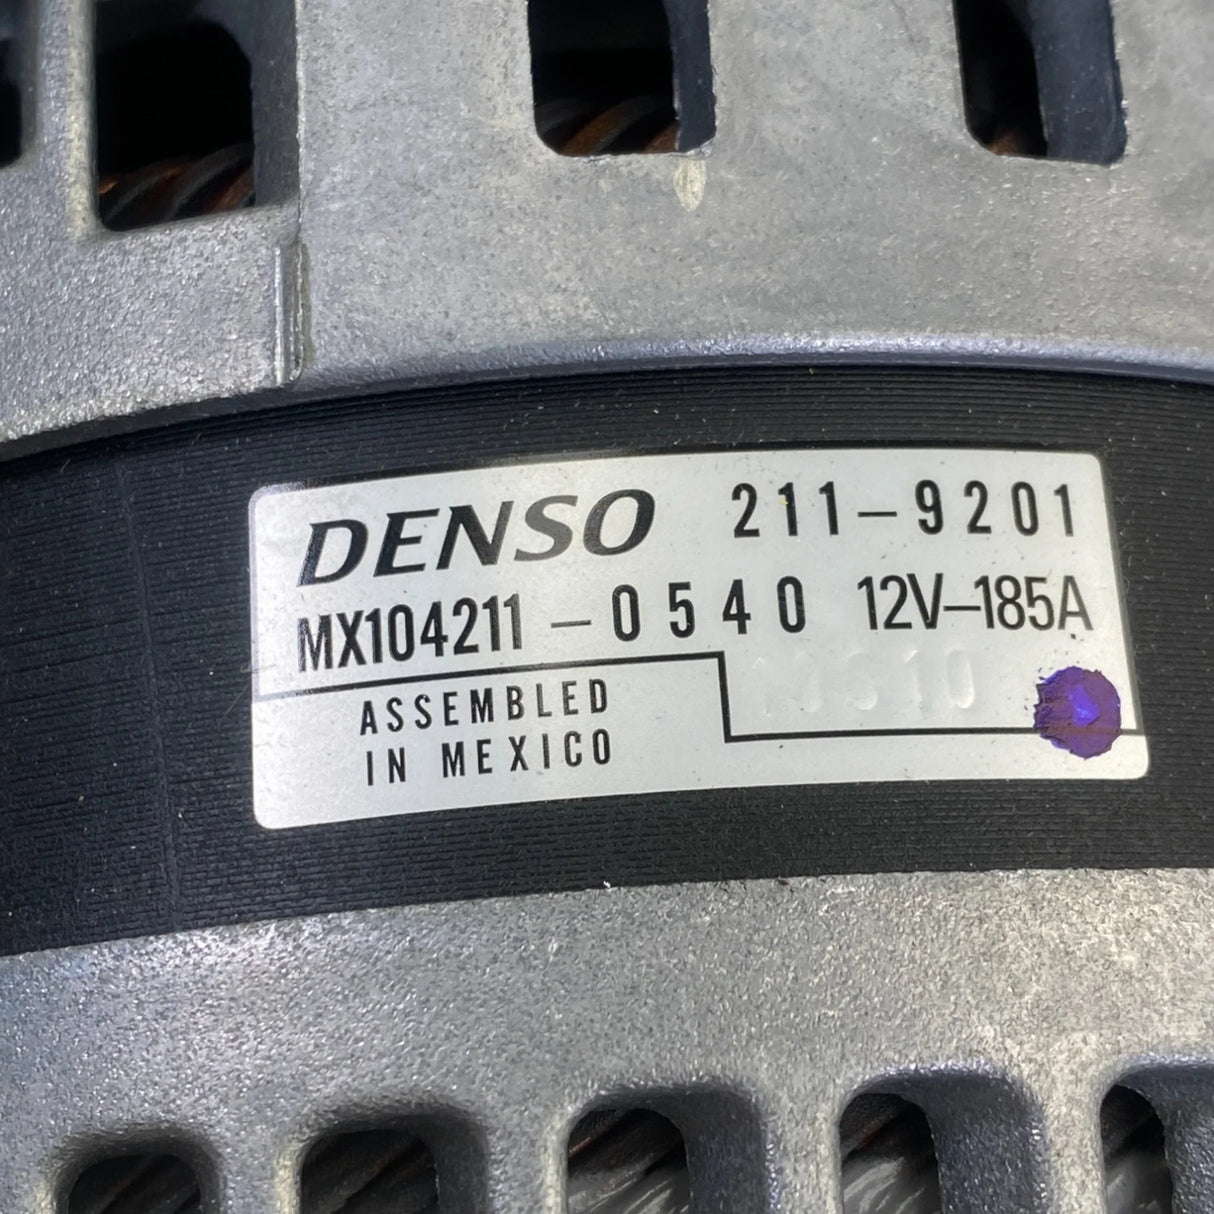 DENSO 211-9201
MX104211-0540 12V-185A
ASSEMBLED
IN MEXICO